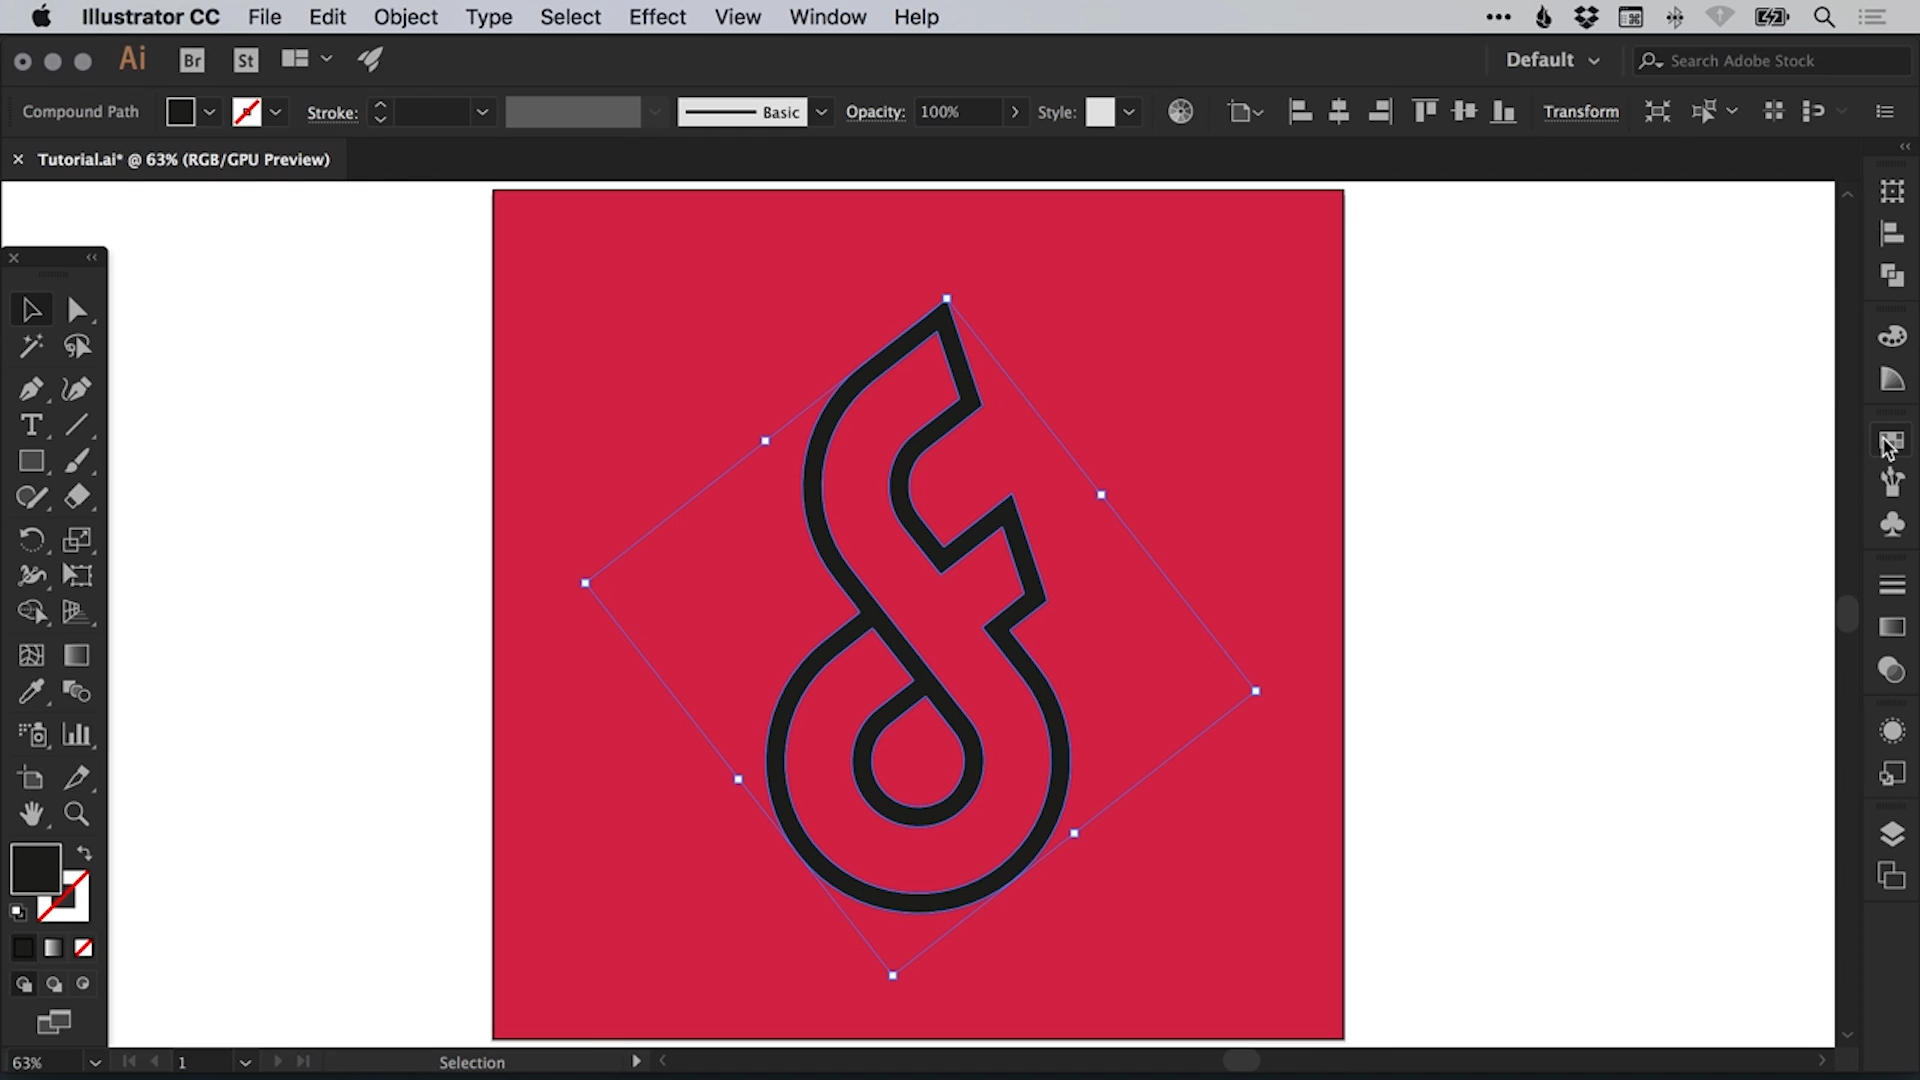 Illustrator CC File Edit Object Type Select Effect View Window Help
Ai Br St Default Search Adobe Stock
Compound Path Stroke: Basic Opacity: 100% Style: Transform
Tutorial.ai* @ 63% (RGB/GPU Preview)
T
63% 1 Selection